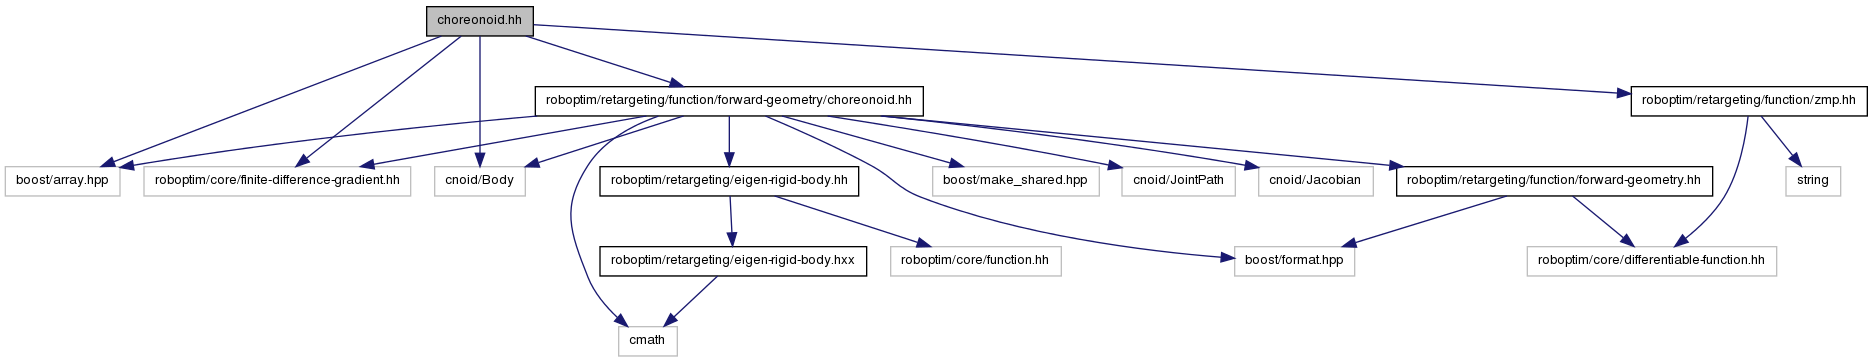 choreonoid.hh
roboptim/retargeting/function/forward-geometry/choreonoid.hh
roboptim/retargeting/function/zmp.hh
boost/array.hpp
roboptim/core/finite-difference-gradient.hh
cnoid/Body
roboptim/retargeting/eigen-rigid-body.hh
boost/make_shared.hpp
cnoid/JointPath
cnoid/Jacobian
roboptim/retargeting/function/forward-geometry.hh
string
roboptim/retargeting/eigen-rigid-body.hxx
roboptim/core/function.hh
boost/format.hpp
roboptim/core/differentiable-function.hh
cmath